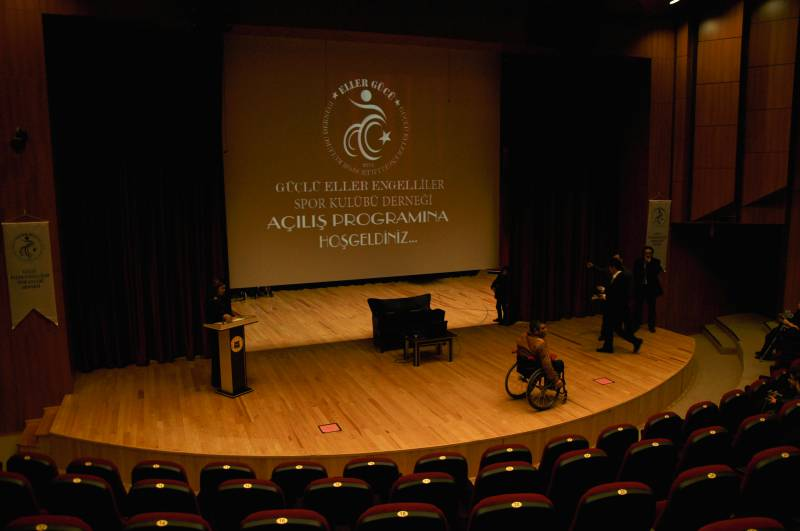 ELLER GÜCÜ
GÜÇLÜ ELLER ENGELLİLER
SPOR KULÜBÜ DERNEĞİ
AÇILIŞ PROGRAMINA
HOŞGELDİNİZ...